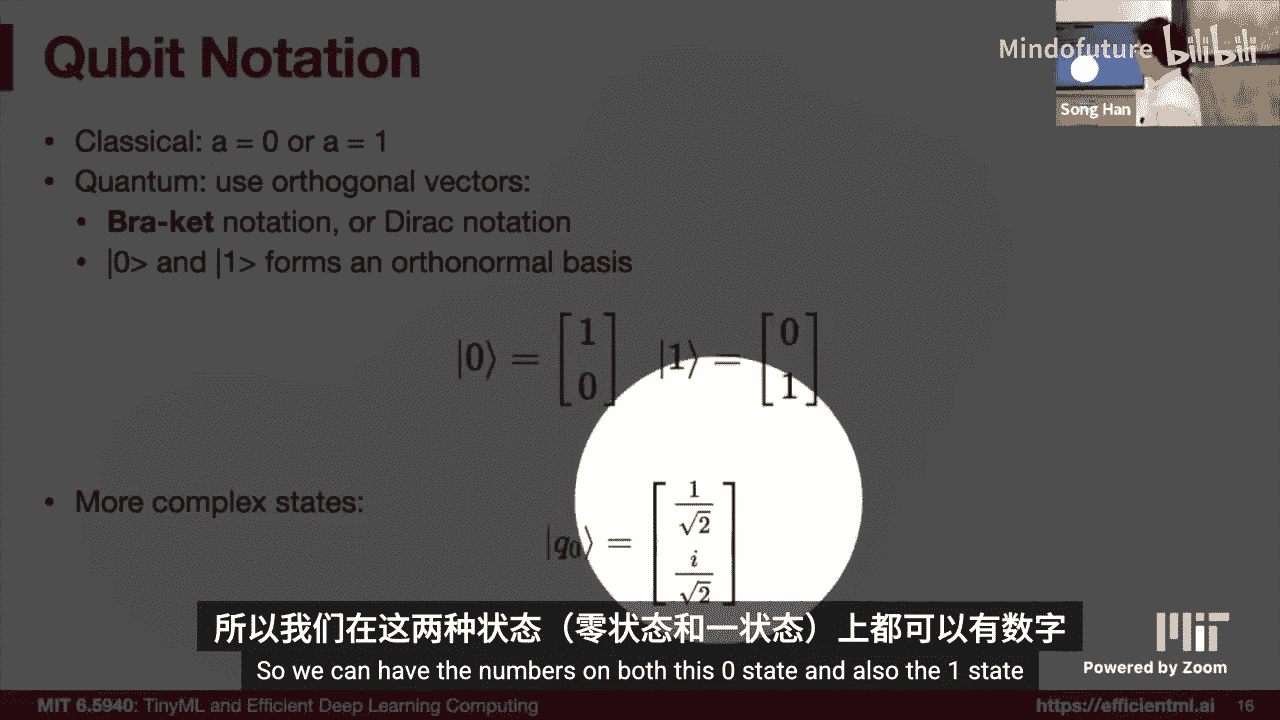 Qubit Notation
Mindofuture bilibili
Song Han
• Classical: a = 0 or a = 1
• Quantum: use orthogonal vectors:
• Bra-ket notation, or Dirac notation
• |0> and |1> forms an orthonormal basis
|0⟩ = [1 0] |1⟩ = [0 1]
• More complex states:
|q₀⟩ = [1/√2 i/√2]
所以我们在这两种状态（零状态和一状态）上都可以有数字
So we can have the numbers on both this 0 state and also the 1 state
MIT
Powered by Zoom
MIT 6.5940: TinyML and Efficient Deep Learning Computing
https://efficientml.ai
16